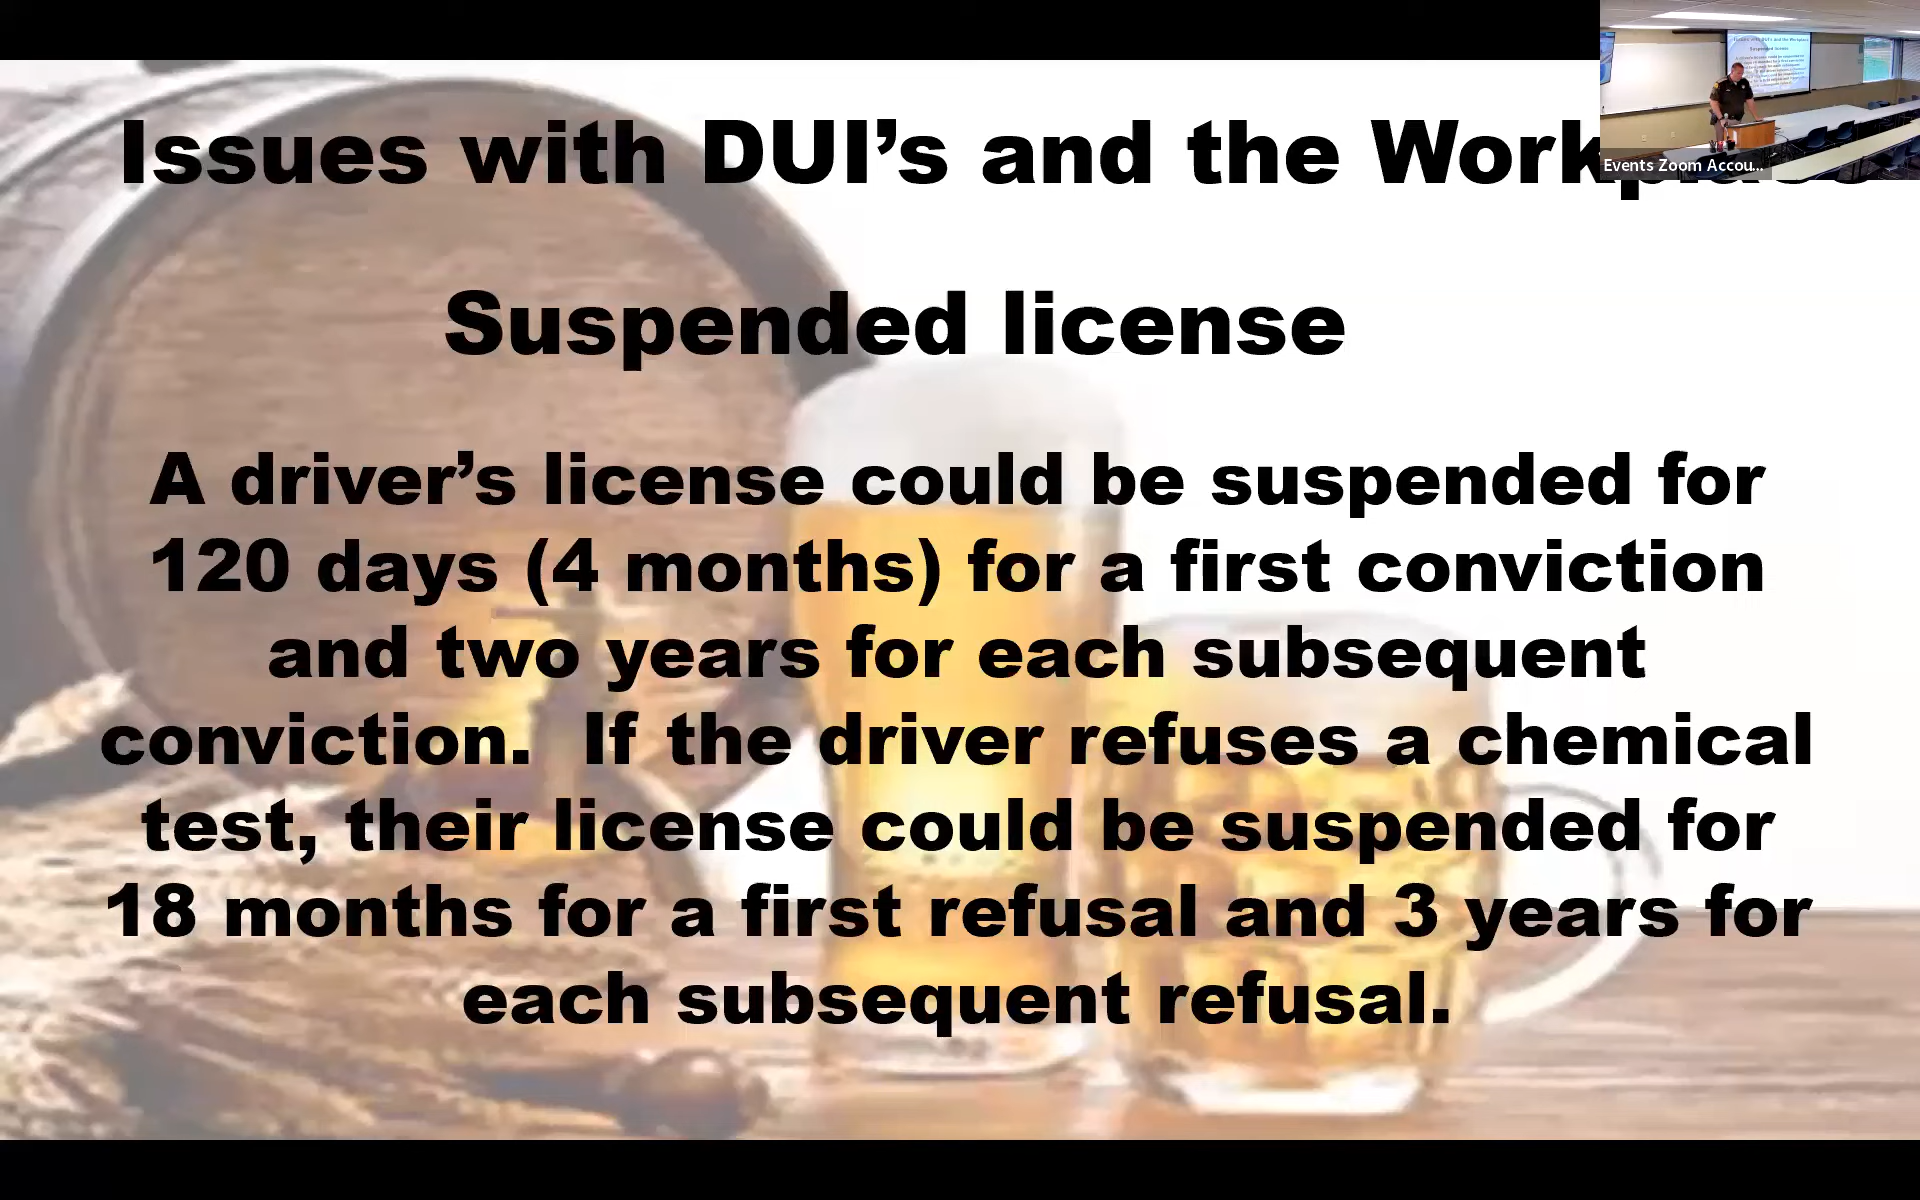 Issues with DUI’s and the Workplace
Events Zoom Accou...
Suspended license
A driver’s license could be suspended for
120 days (4 months) for a first conviction
and two years for each subsequent
conviction.  If the driver refuses a chemical
test, their license could be suspended for
18 months for a first refusal and 3 years for
each subsequent refusal.